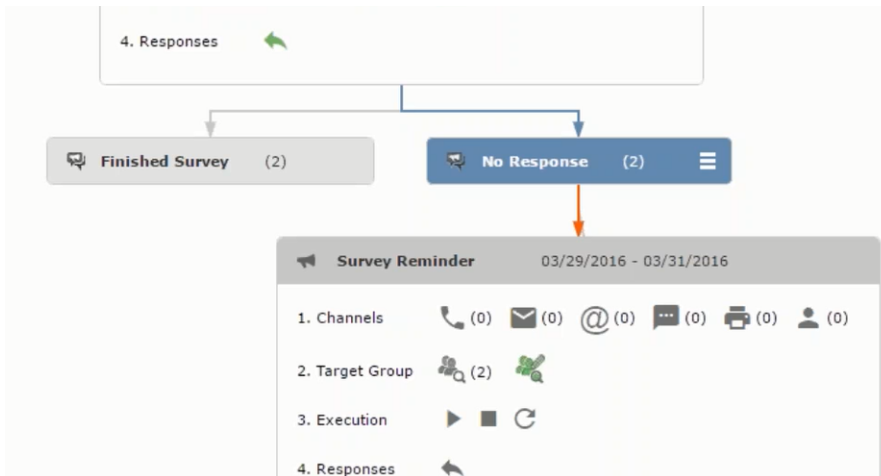 4. Responses
Finished Survey (2)
No Response (2)
Survey Reminder 03/29/2016 - 03/31/2016
1. Channels (0) (0) @ (0) (0) (0) (0)
2. Target Group (2)
3. Execution
4. Responses